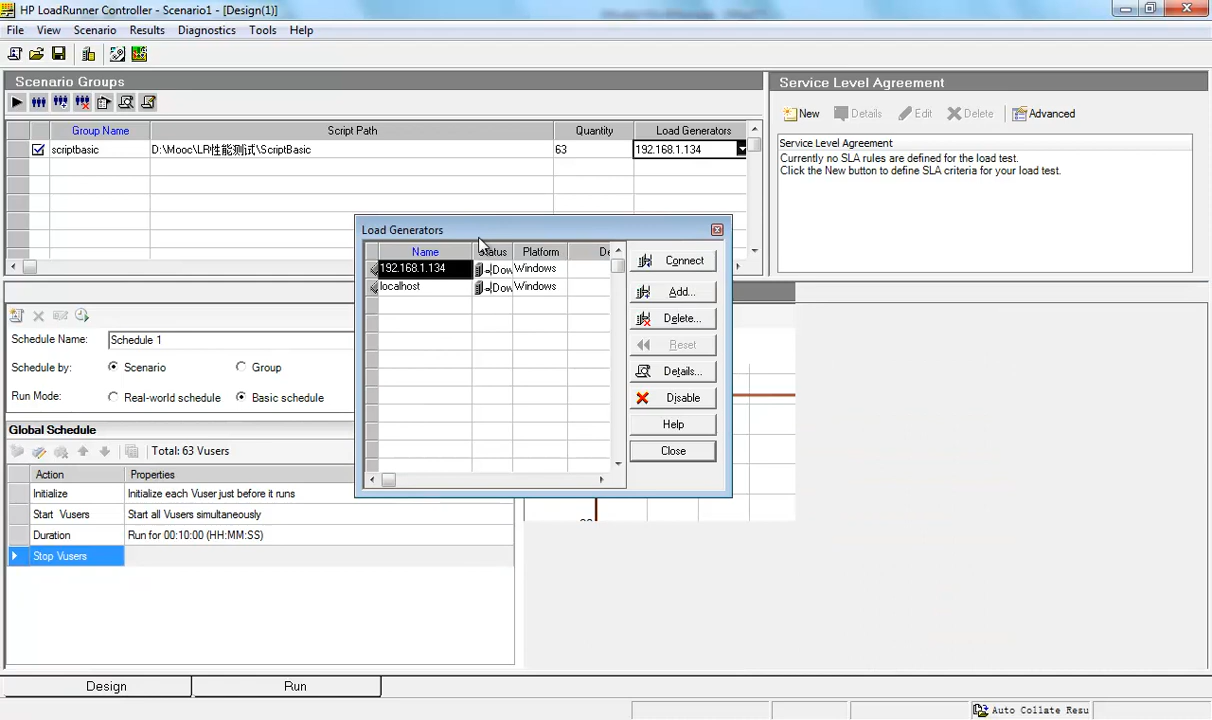 HP LoadRunner Controller - Scenario1 - [Design(1)]
File View Scenario Results Diagnostics Tools Help
Scenario Groups
Group Name Script Path Quantity Load Generators
scriptbasic D:\Mooc\LR性能测试\ScriptBasic 63 192.168.1.134
Service Level Agreement
New Details Edit Delete Advanced
Service Level Agreement
Currently no SLA rules are defined for the load test.
Click the New button to define SLA criteria for your load test.
Load Generators
Name Status Platform De
192.168.1.134 Dow Windows
localhost Dow Windows
Connect
Add...
Delete...
Reset
Details...
Disable
Help
Close
Schedule Name: Schedule 1
Schedule by: Scenario Group
Run Mode: Real-world schedule Basic schedule
Global Schedule
Total: 63 Vusers
Action Properties
Initialize Initialize each Vuser just before it runs
Start Vusers Start all Vusers simultaneously
Duration Run for 00:10:00 (HH:MM:SS)
Stop Vusers
Design Run
Auto Collate Resu